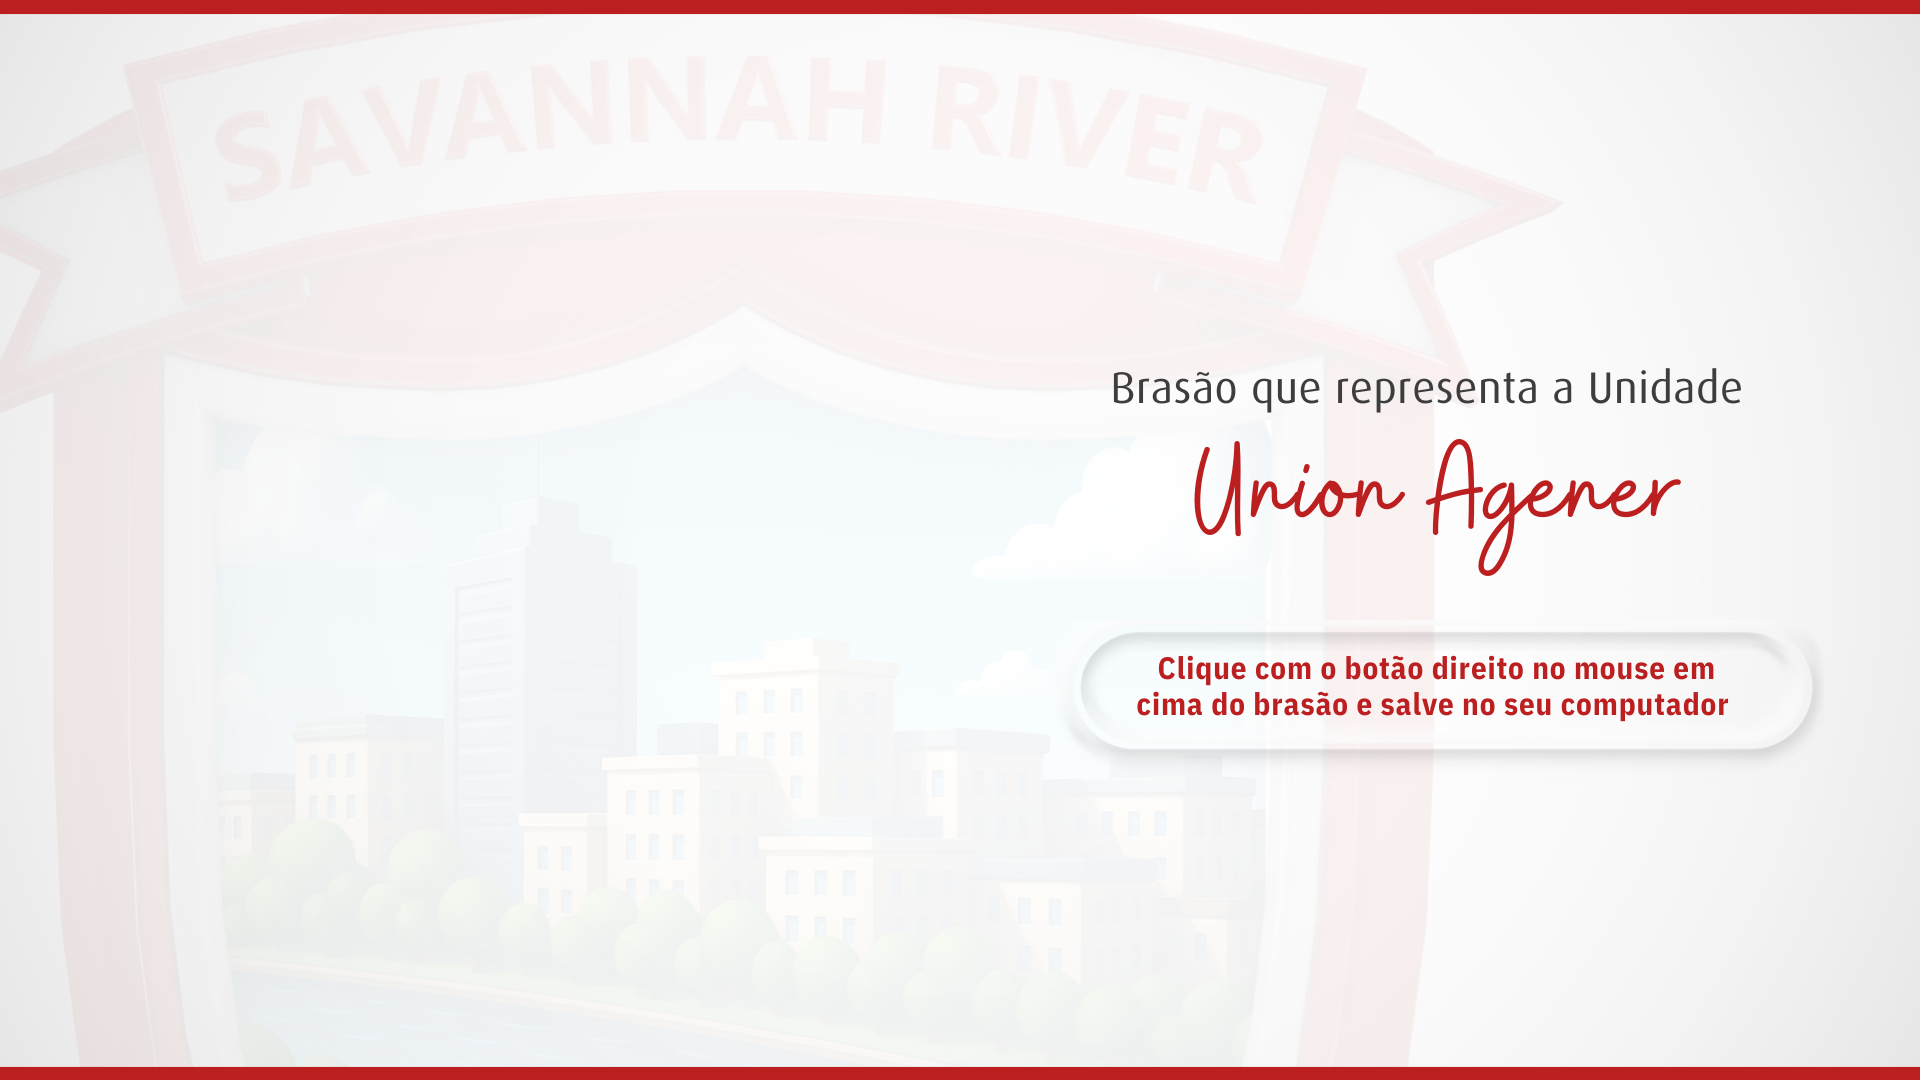 SAVANNAH RIVER
Brasão que representa a Unidade
Union Agener
Clique com o botão direito no mouse em
cima do brasão e salve no seu computador